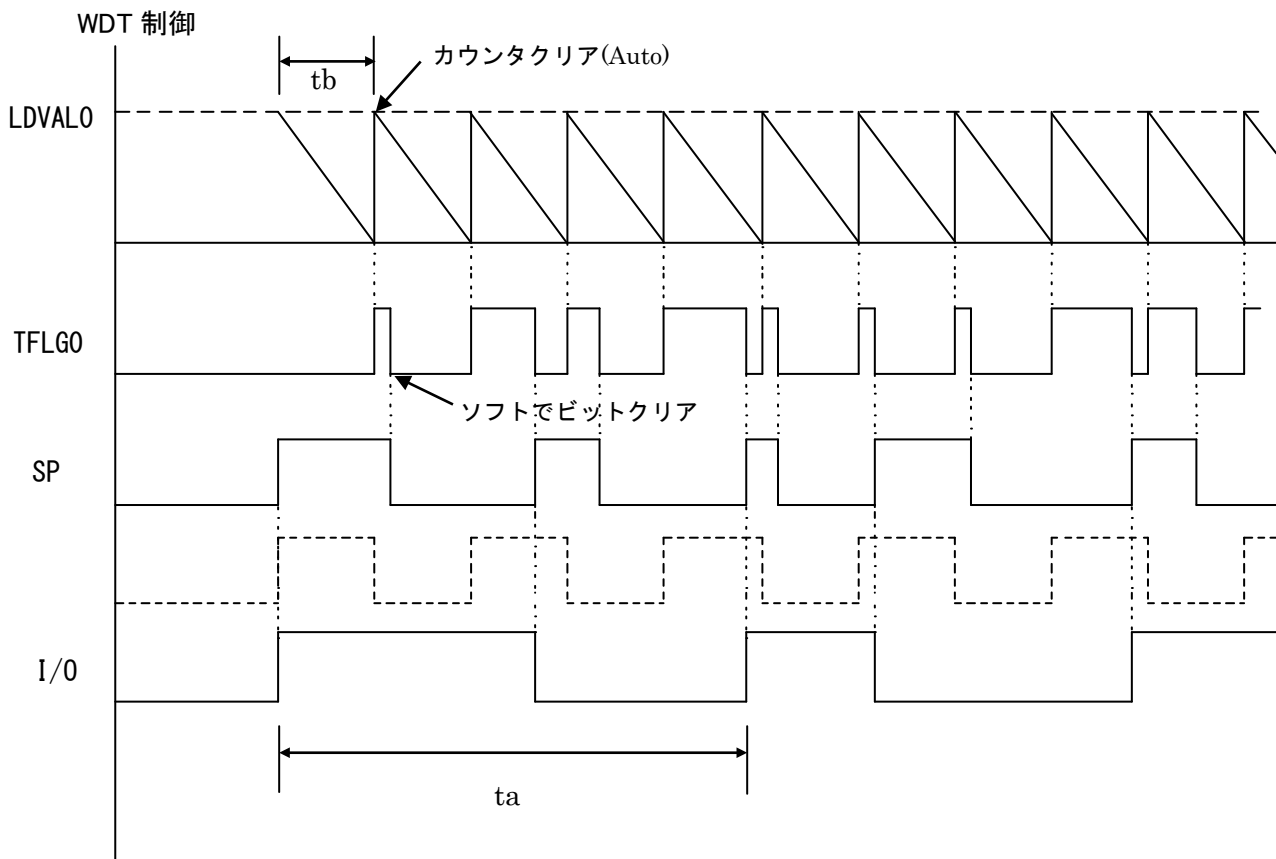 WDT 制御
カウンタクリア(Auto)
tb
LDVAL0
TFLG0
ソフトでビットクリア
SP
I/O
ta